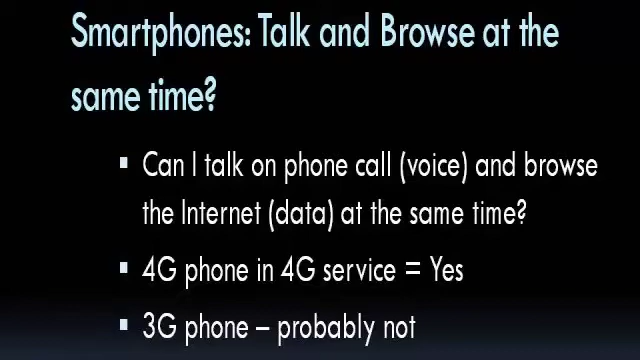 Smartphones: Talk and Browse at the
same time?
▪ Can I talk on phone call (voice) and browse
the Internet (data) at the same time?
▪ 4G phone in 4G service = Yes
▪ 3G phone – probably not